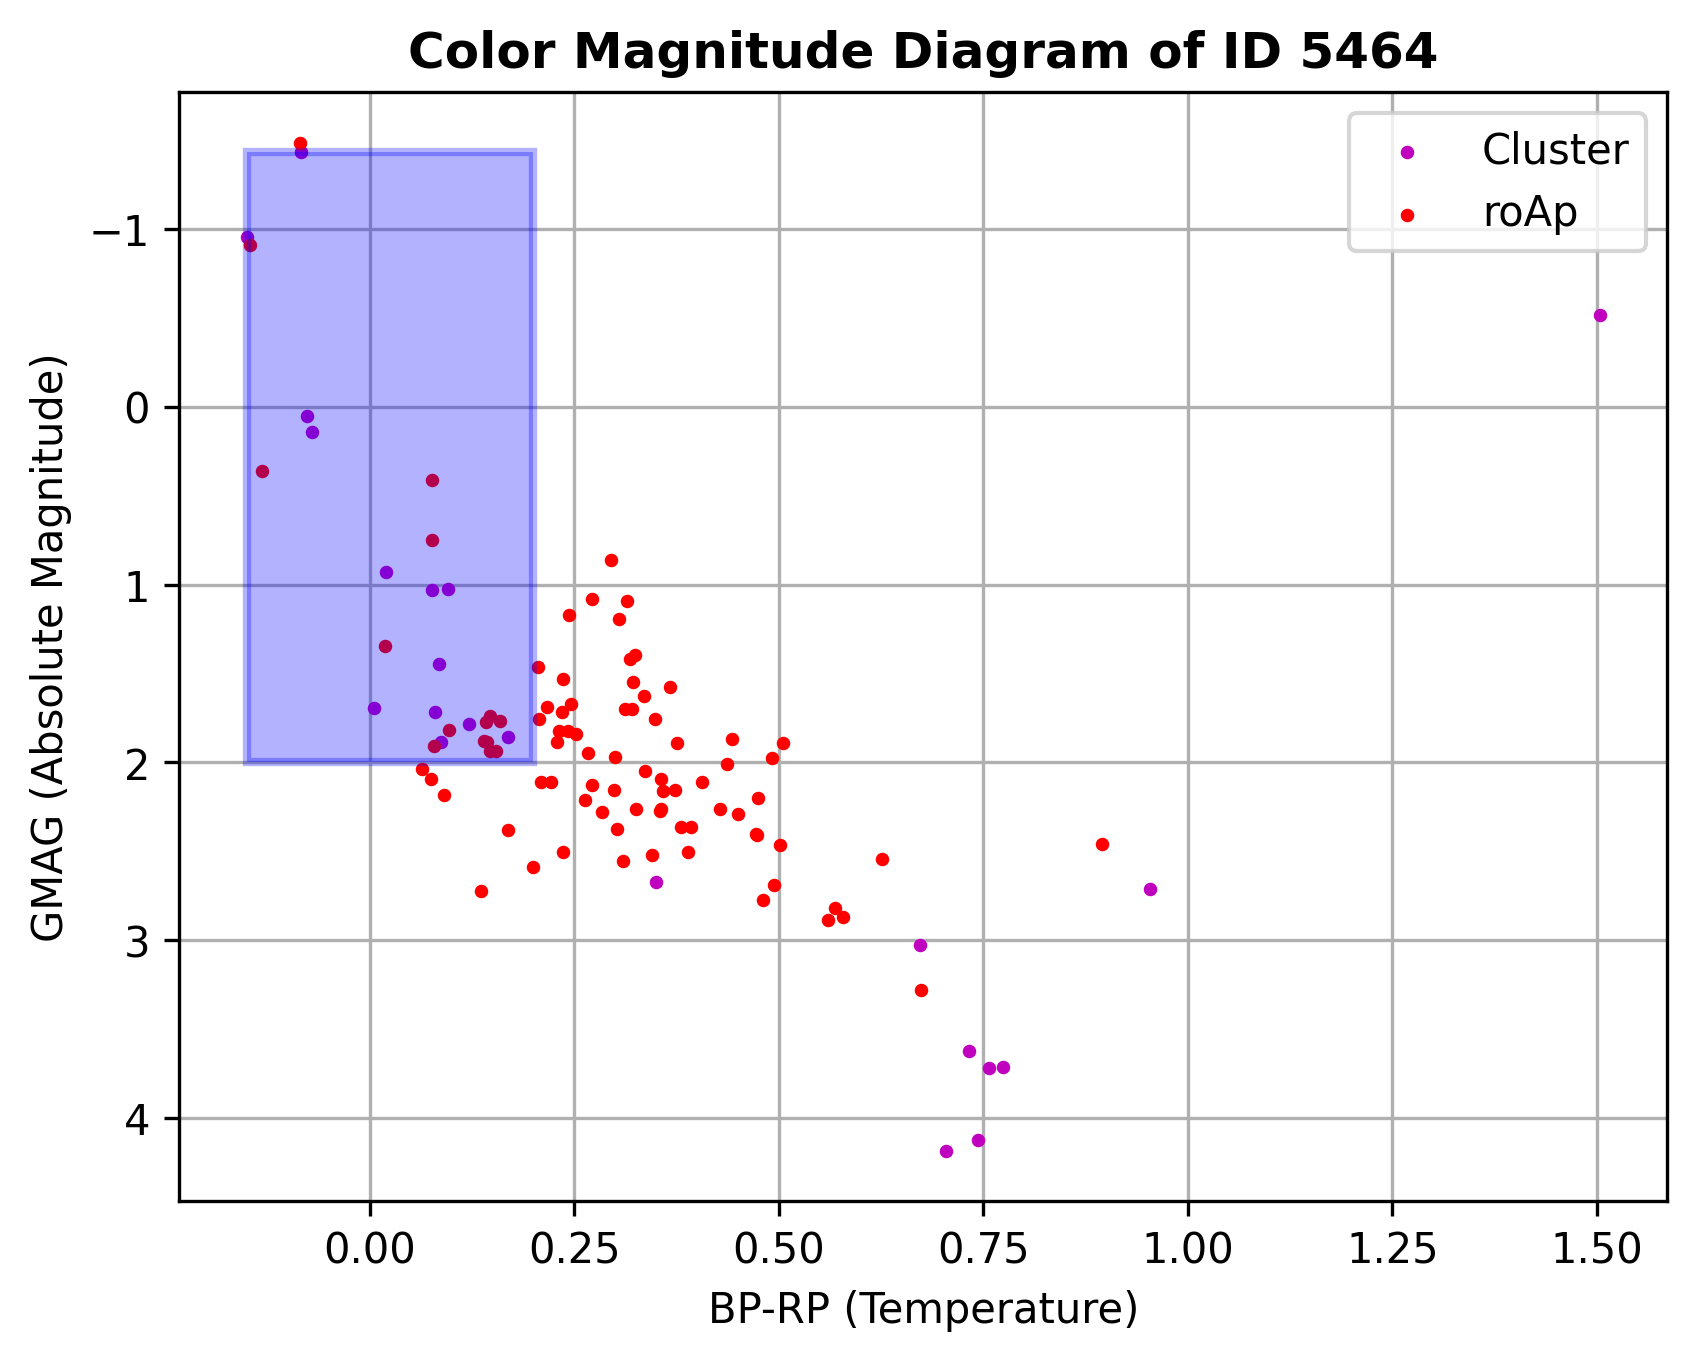 Color Magnitude Diagram of ID 5464
Cluster
roAp
−1
0
1
2
3
4
GMAG (Absolute Magnitude)
0.00 0.25 0.50 0.75 1.00 1.25 1.50
BP-RP (Temperature)